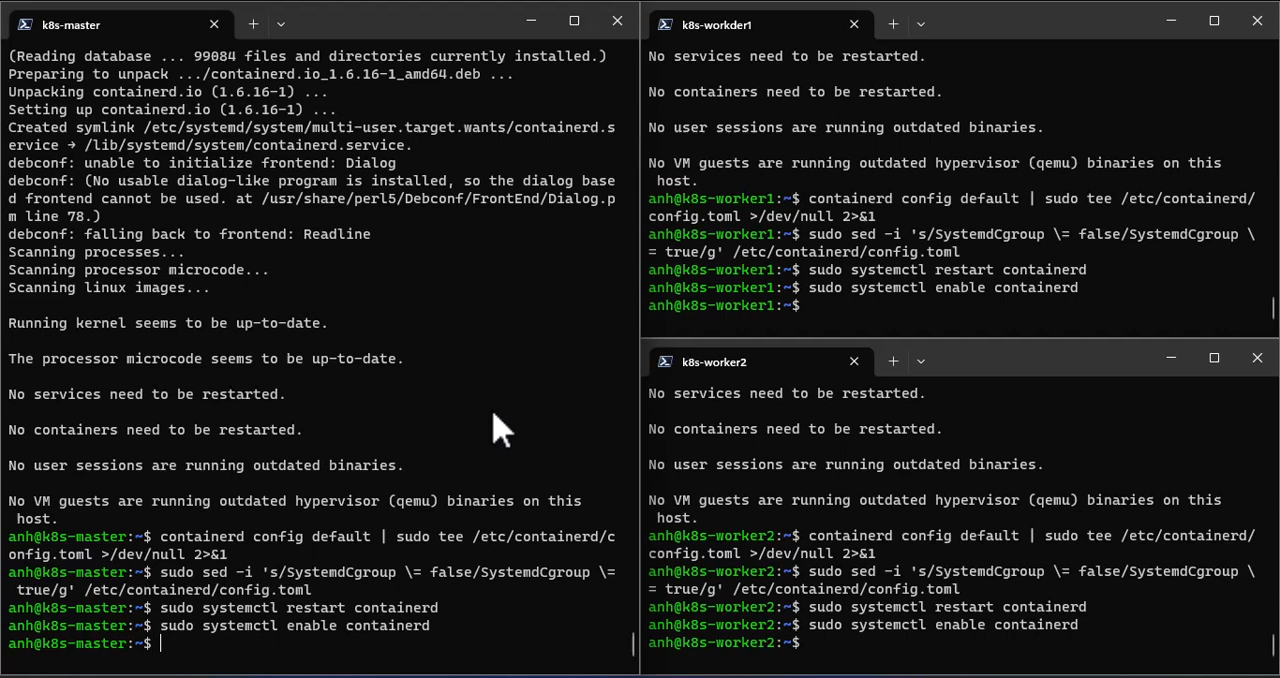 k8s-master
(Reading database ... 99084 files and directories currently installed.)
Preparing to unpack .../containerd.io_1.6.16-1_amd64.deb ...
Unpacking containerd.io (1.6.16-1) ...
Setting up containerd.io (1.6.16-1) ...
Created symlink /etc/systemd/system/multi-user.target.wants/containerd.s
ervice → /lib/systemd/system/containerd.service.
debconf: unable to initialize frontend: Dialog
debconf: (No usable dialog-like program is installed, so the dialog base
d frontend cannot be used. at /usr/share/perl5/Debconf/FrontEnd/Dialog.p
m line 78.)
debconf: falling back to frontend: Readline
Scanning processes...
Scanning processor microcode...
Scanning linux images...
Running kernel seems to be up-to-date.
The processor microcode seems to be up-to-date.
No services need to be restarted.
No containers need to be restarted.
No user sessions are running outdated binaries.
No VM guests are running outdated hypervisor (qemu) binaries on this
host.
anh@k8s-master:~$ containerd config default | sudo tee /etc/containerd/c
onfig.toml >/dev/null 2>&1
anh@k8s-master:~$ sudo sed -i 's/SystemdCgroup \= false/SystemdCgroup \=
true/g' /etc/containerd/config.toml
anh@k8s-master:~$ sudo systemctl restart containerd
anh@k8s-master:~$ sudo systemctl enable containerd
anh@k8s-master:~$
k8s-workder1
No services need to be restarted.
No containers need to be restarted.
No user sessions are running outdated binaries.
No VM guests are running outdated hypervisor (qemu) binaries on this
host.
anh@k8s-worker1:~$ containerd config default | sudo tee /etc/containerd/
config.toml >/dev/null 2>&1
anh@k8s-worker1:~$ sudo sed -i 's/SystemdCgroup \= false/SystemdCgroup \
= true/g' /etc/containerd/config.toml
anh@k8s-worker1:~$ sudo systemctl restart containerd
anh@k8s-worker1:~$ sudo systemctl enable containerd
anh@k8s-worker1:~$
k8s-worker2
No services need to be restarted.
No containers need to be restarted.
No user sessions are running outdated binaries.
No VM guests are running outdated hypervisor (qemu) binaries on this
host.
anh@k8s-worker2:~$ containerd config default | sudo tee /etc/containerd/
config.toml >/dev/null 2>&1
anh@k8s-worker2:~$ sudo sed -i 's/SystemdCgroup \= false/SystemdCgroup \
= true/g' /etc/containerd/config.toml
anh@k8s-worker2:~$ sudo systemctl restart containerd
anh@k8s-worker2:~$ sudo systemctl enable containerd
anh@k8s-worker2:~$